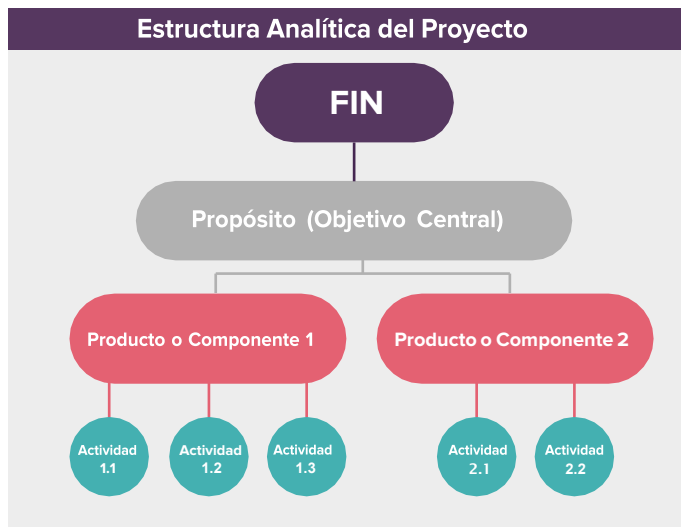 Estructura Analítica del Proyecto
FIN
Propósito (Objetivo Central)
Producto o Componente 1
Producto o Componente 2
Actividad
1.1
Actividad
1.2
Actividad
1.3
Actividad
2.1
Actividad
2.2